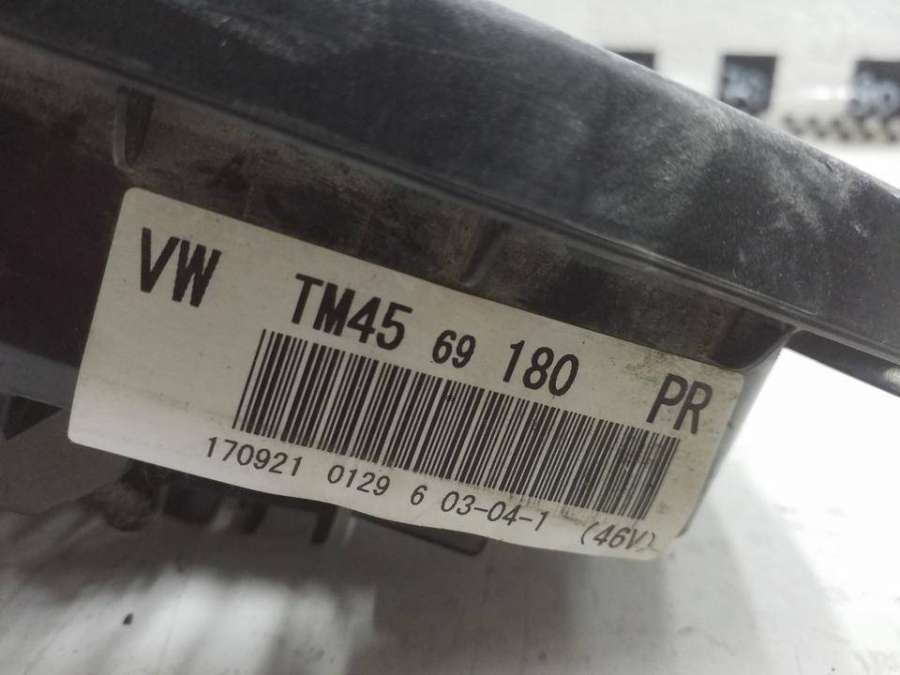 VW TM45 69 180 PR
170921 0129 6 03-04-1 (46V)